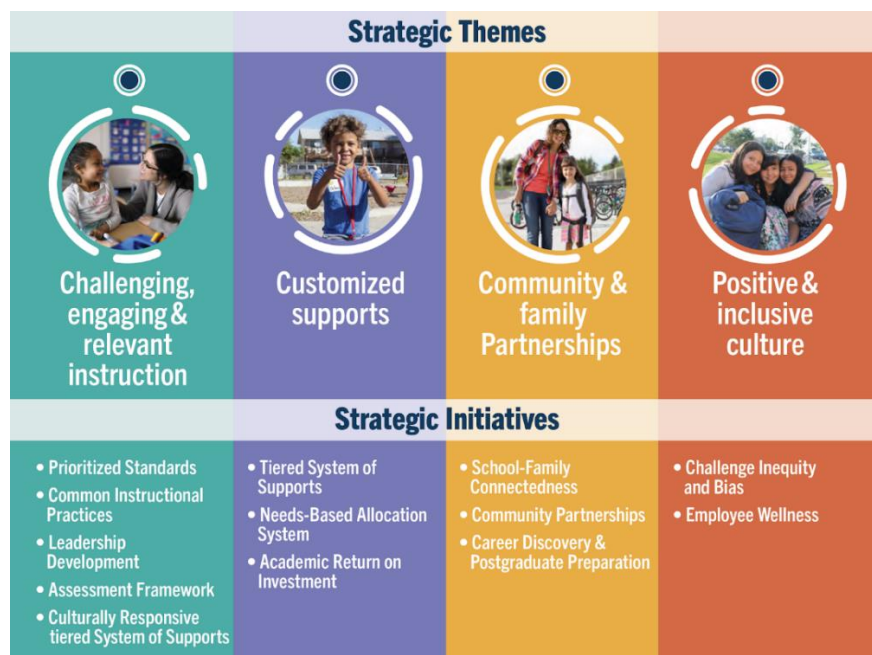 Strategic Themes
Challenging,
engaging &
relevant
instruction
Customized
supports
Community &
family
Partnerships
Positive &
inclusive
culture
Strategic Initiatives
• Prioritized Standards
• Common Instructional
Practices
• Leadership
Development
• Assessment Framework
• Culturally Responsive
tiered System of Supports
• Tiered System of
Supports
• Needs-Based Allocation
System
• Academic Return on
Investment
• School-Family
Connectedness
• Community Partnerships
• Career Discovery &
Postgraduate Preparation
• Challenge Inequity
and Bias
• Employee Wellness